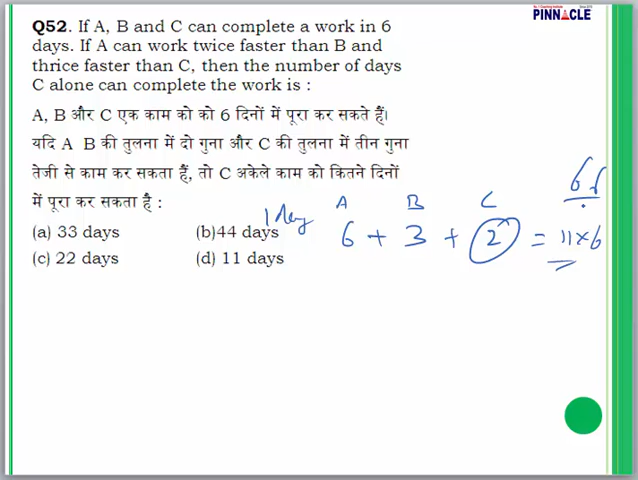 PINNACLE
Q52. If A, B and C can complete a work in 6
days. If A can work twice faster than B and
thrice faster than C, then the number of days
C alone can complete the work is :
A, B और C एक काम को को 6 दिनों में पूरा कर सकते हैं।
यदि A B की तुलना में दो गुना और C की तुलना में तीन गुना
तेजी से काम कर सकता हैं, तो C अकेले काम को कितने दिनों
में पूरा कर सकता है :
(a) 33 days (b)44 days
(c) 22 days (d) 11 days
A B C
1 day 6 + 3 + 2 = 11×6